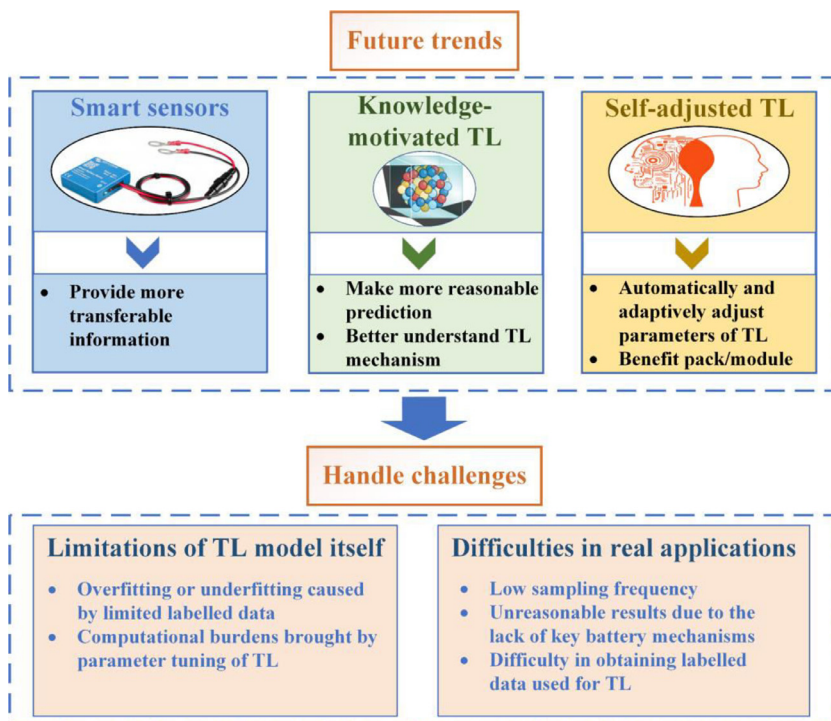 Future trends
Smart sensors
• Provide more
transferable
information
Knowledge-
motivated TL
• Make more reasonable
prediction
• Better understand TL
mechanism
Self-adjusted TL
• Automatically and
adaptively adjust
parameters of TL
• Benefit pack/module
Handle challenges
Limitations of TL model itself
• Overfitting or underfitting caused
by limited labelled data
• Computational burdens brought by
parameter tuning of TL
Difficulties in real applications
• Low sampling frequency
• Unreasonable results due to the
lack of key battery mechanisms
• Difficulty in obtaining labelled
data used for TL